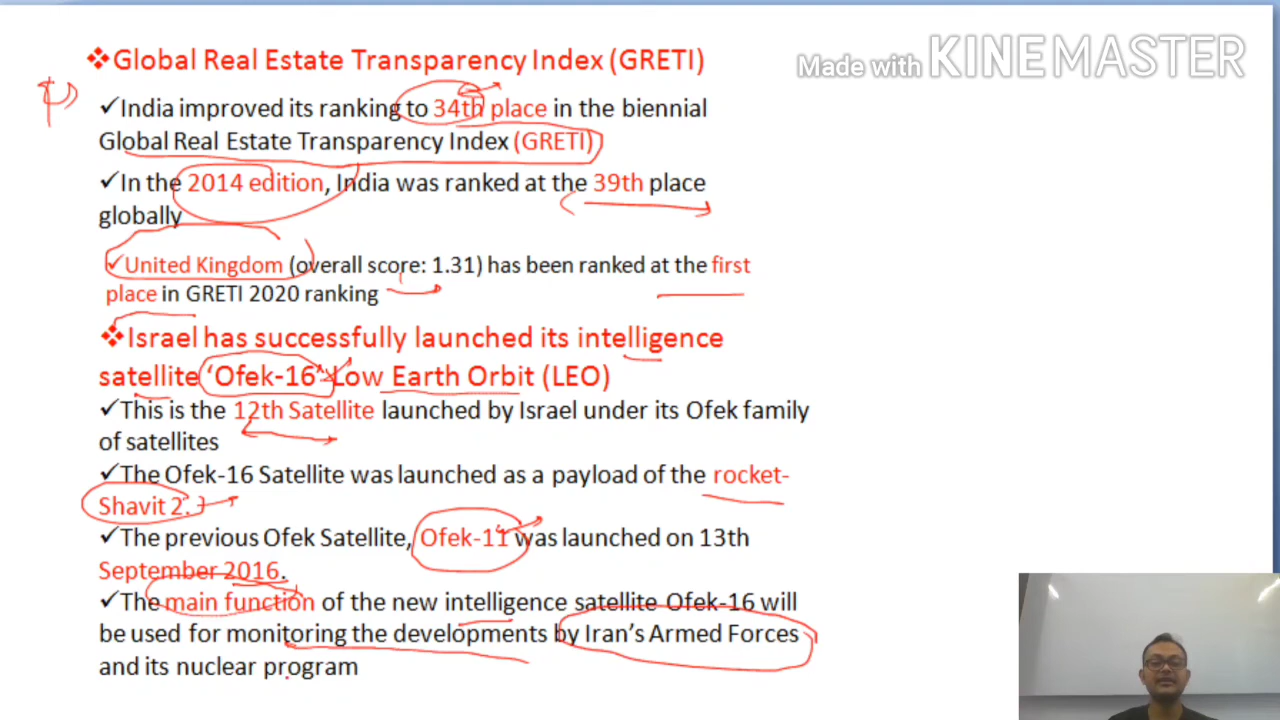 ❖Global Real Estate Transparency Index (GRETI)
Made with KINEMASTER
✓India improved its ranking to 34th place in the biennial
Global Real Estate Transparency Index (GRETI)
✓In the 2014 edition, India was ranked at the 39th place
globally
✓United Kingdom (overall score: 1.31) has been ranked at the first
place in GRETI 2020 ranking
❖Israel has successfully launched its intelligence
satellite ‘Ofek-16’ Low Earth Orbit (LEO)
✓This is the 12th Satellite launched by Israel under its Ofek family
of satellites
✓The Ofek-16 Satellite was launched as a payload of the rocket-
Shavit 2.
✓The previous Ofek Satellite, Ofek-11 was launched on 13th
September 2016.
✓The main function of the new intelligence satellite Ofek-16 will
be used for monitoring the developments by Iran’s Armed Forces
and its nuclear program